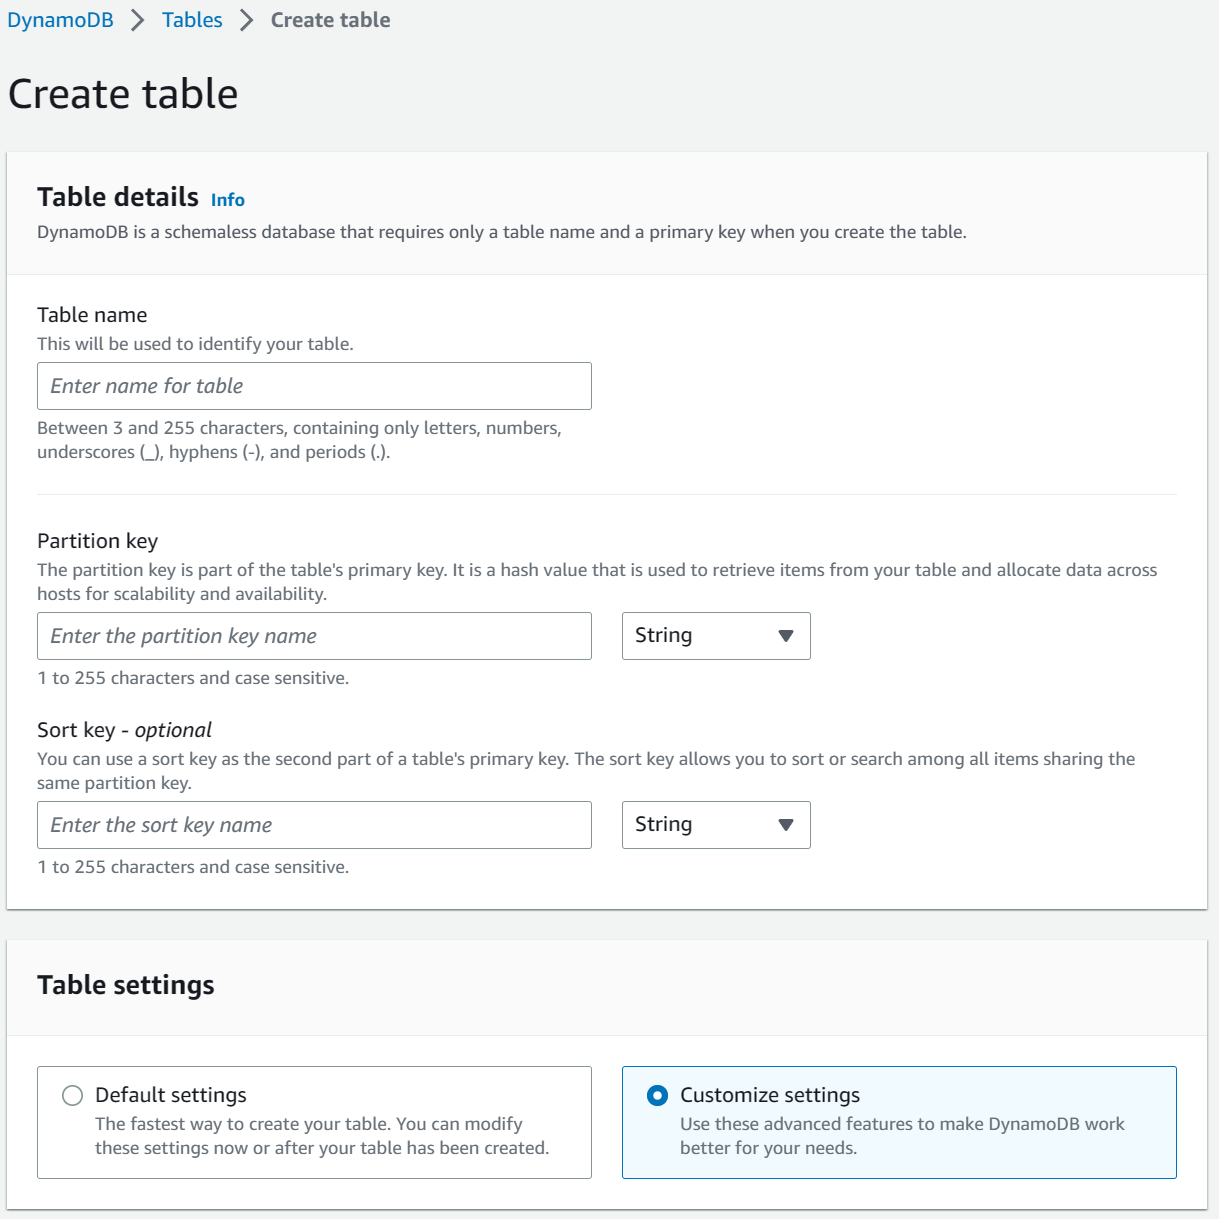 DynamoDB > Tables > Create table
Create table
Table details Info
DynamoDB is a schemaless database that requires only a table name and a primary key when you create the table.
Table name
This will be used to identify your table.
Enter name for table
Between 3 and 255 characters, containing only letters, numbers,
underscores (_), hyphens (-), and periods (.).
Partition key
The partition key is part of the table's primary key. It is a hash value that is used to retrieve items from your table and allocate data across
hosts for scalability and availability.
Enter the partition key name String
1 to 255 characters and case sensitive.
Sort key - optional
You can use a sort key as the second part of a table's primary key. The sort key allows you to sort or search among all items sharing the
same partition key.
Enter the sort key name String
1 to 255 characters and case sensitive.
Table settings
Default settings
The fastest way to create your table. You can modify
these settings now or after your table has been created.
Customize settings
Use these advanced features to make DynamoDB work
better for your needs.